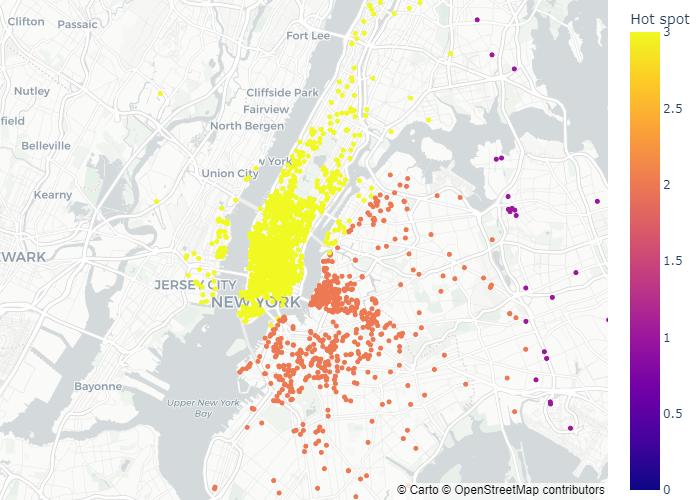 Hot spot
Clifton
Passaic
Fort Lee
3
Nutley
Cliffside Park
2.5
Fairview
field
North Bergen
Belleville
w York
Union City
2
Kearny
WARK
1.5
JERSEY CITY
NEW YORK
1
Bayonne
Upper New York
Bay
0.5
© Carto © OpenStreetMap contributors
0